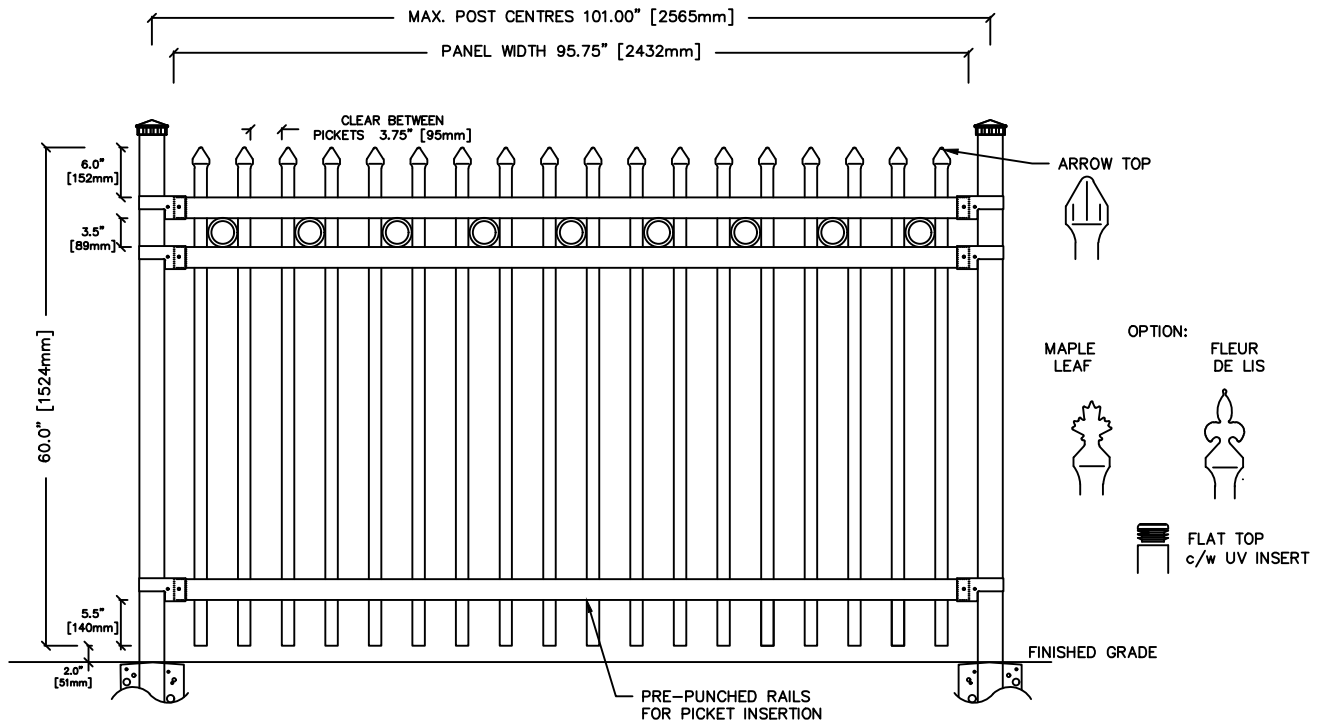 MAX. POST CENTRES 101.00" [2565mm]
PANEL WIDTH 95.75" [2432mm]
CLEAR BETWEEN
PICKETS 3.75" [95mm]
6.0"
[152mm]
ARROW TOP
3.5"
[89mm]
60.0" [1524mm]
OPTION:
MAPLE
LEAF
FLEUR
DE LIS
FLAT TOP
c/w UV INSERT
5.5"
[140mm]
2.0"
[51mm]
FINISHED GRADE
PRE-PUNCHED RAILS
FOR PICKET INSERTION